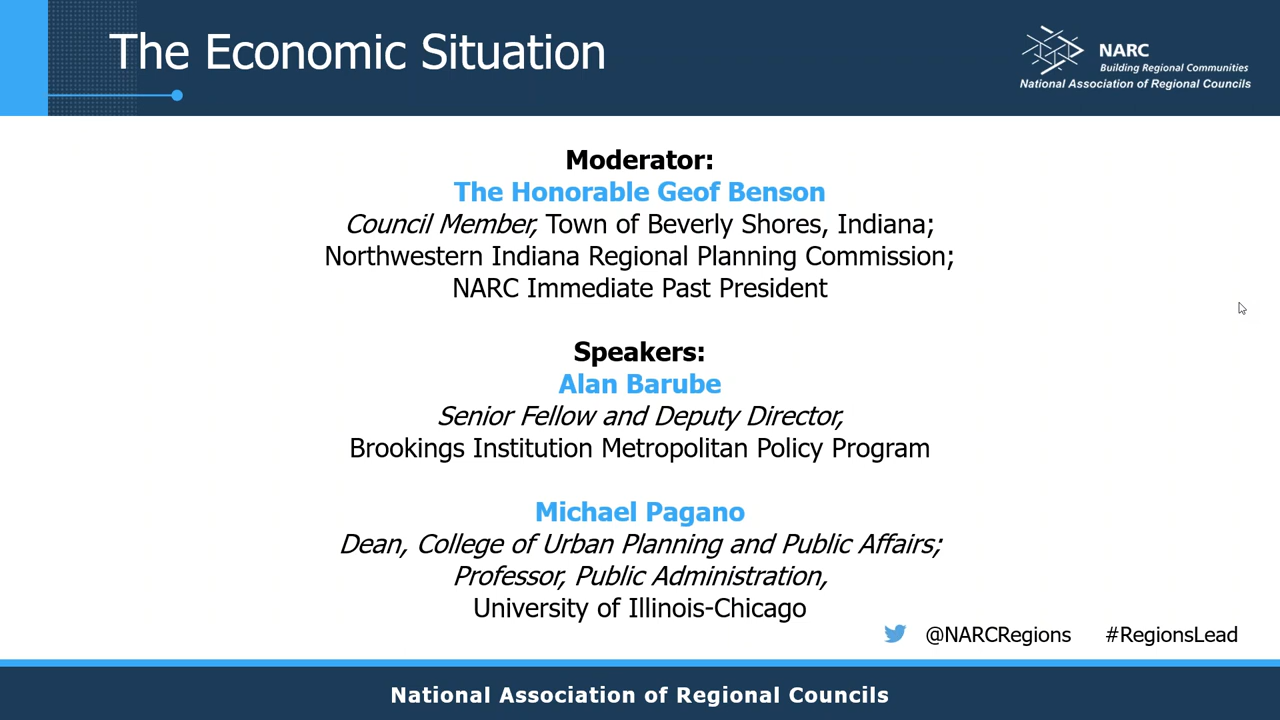 The Economic Situation
NARC
Building Regional Communities
National Association of Regional Councils
Moderator:
The Honorable Geof Benson
Council Member, Town of Beverly Shores, Indiana;
Northwestern Indiana Regional Planning Commission;
NARC Immediate Past President
Speakers:
Alan Barube
Senior Fellow and Deputy Director,
Brookings Institution Metropolitan Policy Program
Michael Pagano
Dean, College of Urban Planning and Public Affairs;
Professor, Public Administration,
University of Illinois-Chicago
@NARCRegions #RegionsLead
National Association of Regional Councils